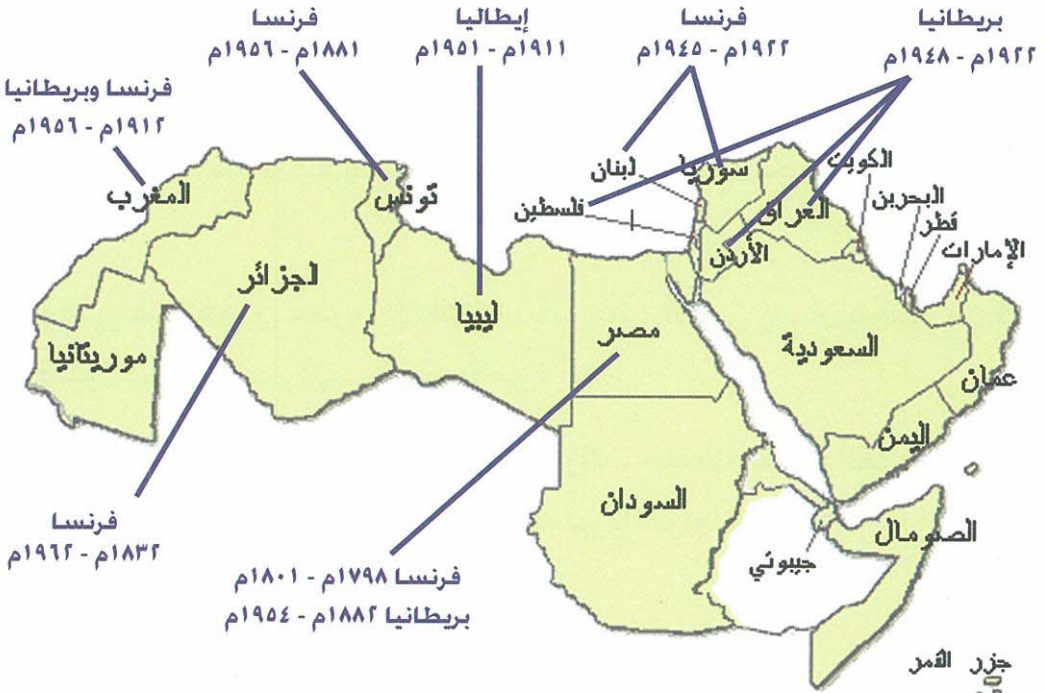 بريطانيا
١٩٢٢م - ١٩٤٨م
فرنسا
١٩٢٢م - ١٩٤٥م
إيطاليا
١٩١١م - ١٩٥١م
فرنسا
١٨٨١م - ١٩٥٦م
فرنسا وبريطانيا
١٩١٢م - ١٩٥٦م
الكويت
البحرين
قطر
الإمارات
سوريا
لبنان
العراق
فلسطين
الأردن
السعودية
عمان
اليمن
المغرب
تونس
الجزائر
ليبيا
مصر
موريتانيا
السودان
الصومال
جيبوتي
جزر القمر
فرنسا
١٨٣٢م - ١٩٦٢م
فرنسا ١٧٩٨م - ١٨٠١م
بريطانيا ١٨٨٢م - ١٩٥٤م